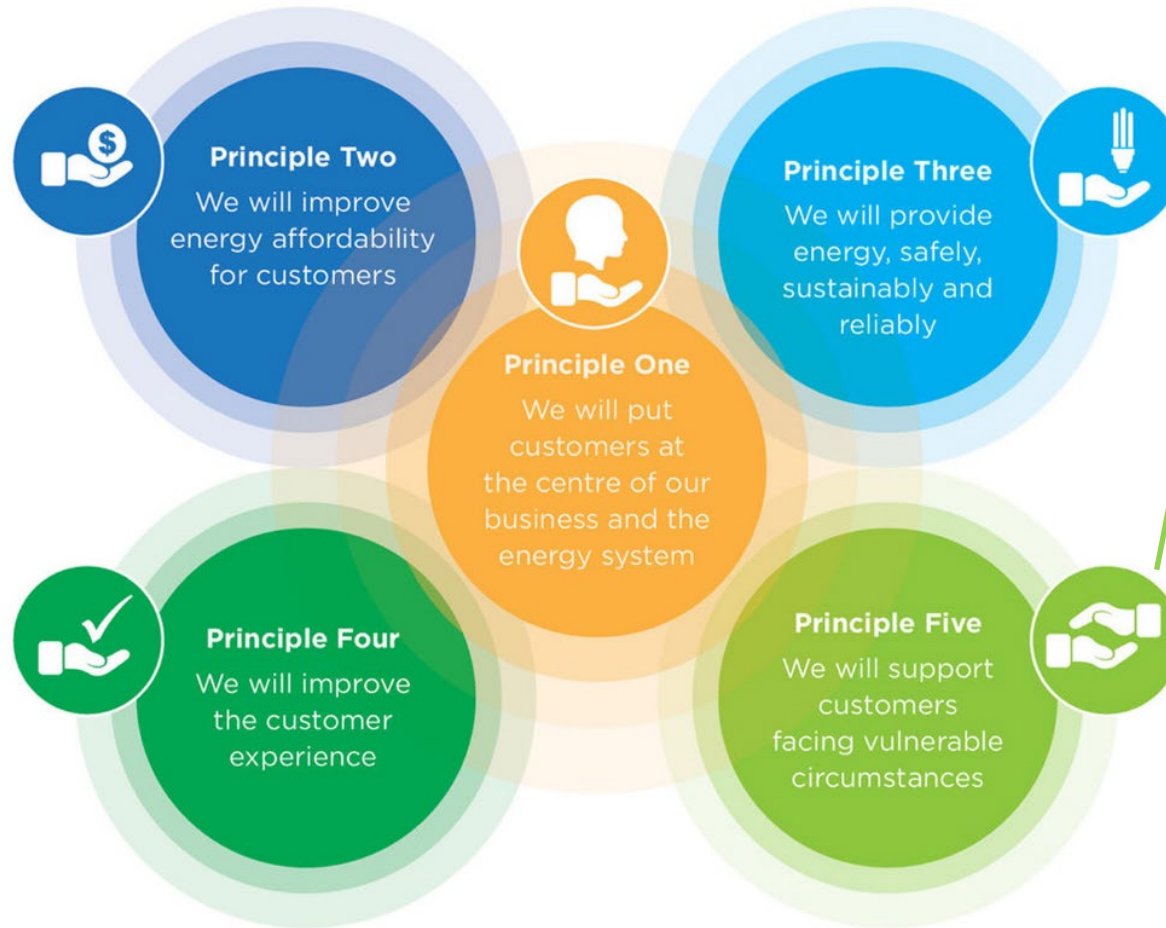 Principle Two
We will improve
energy affordability
for customers
Principle Three
We will provide
energy, safely,
sustainably and
reliably
$
Principle One
We will put
customers at
the centre of our
business and the
energy system
Principle Four
We will improve
the customer
experience
Principle Five
We will support
customers
facing vulnerable
circumstances